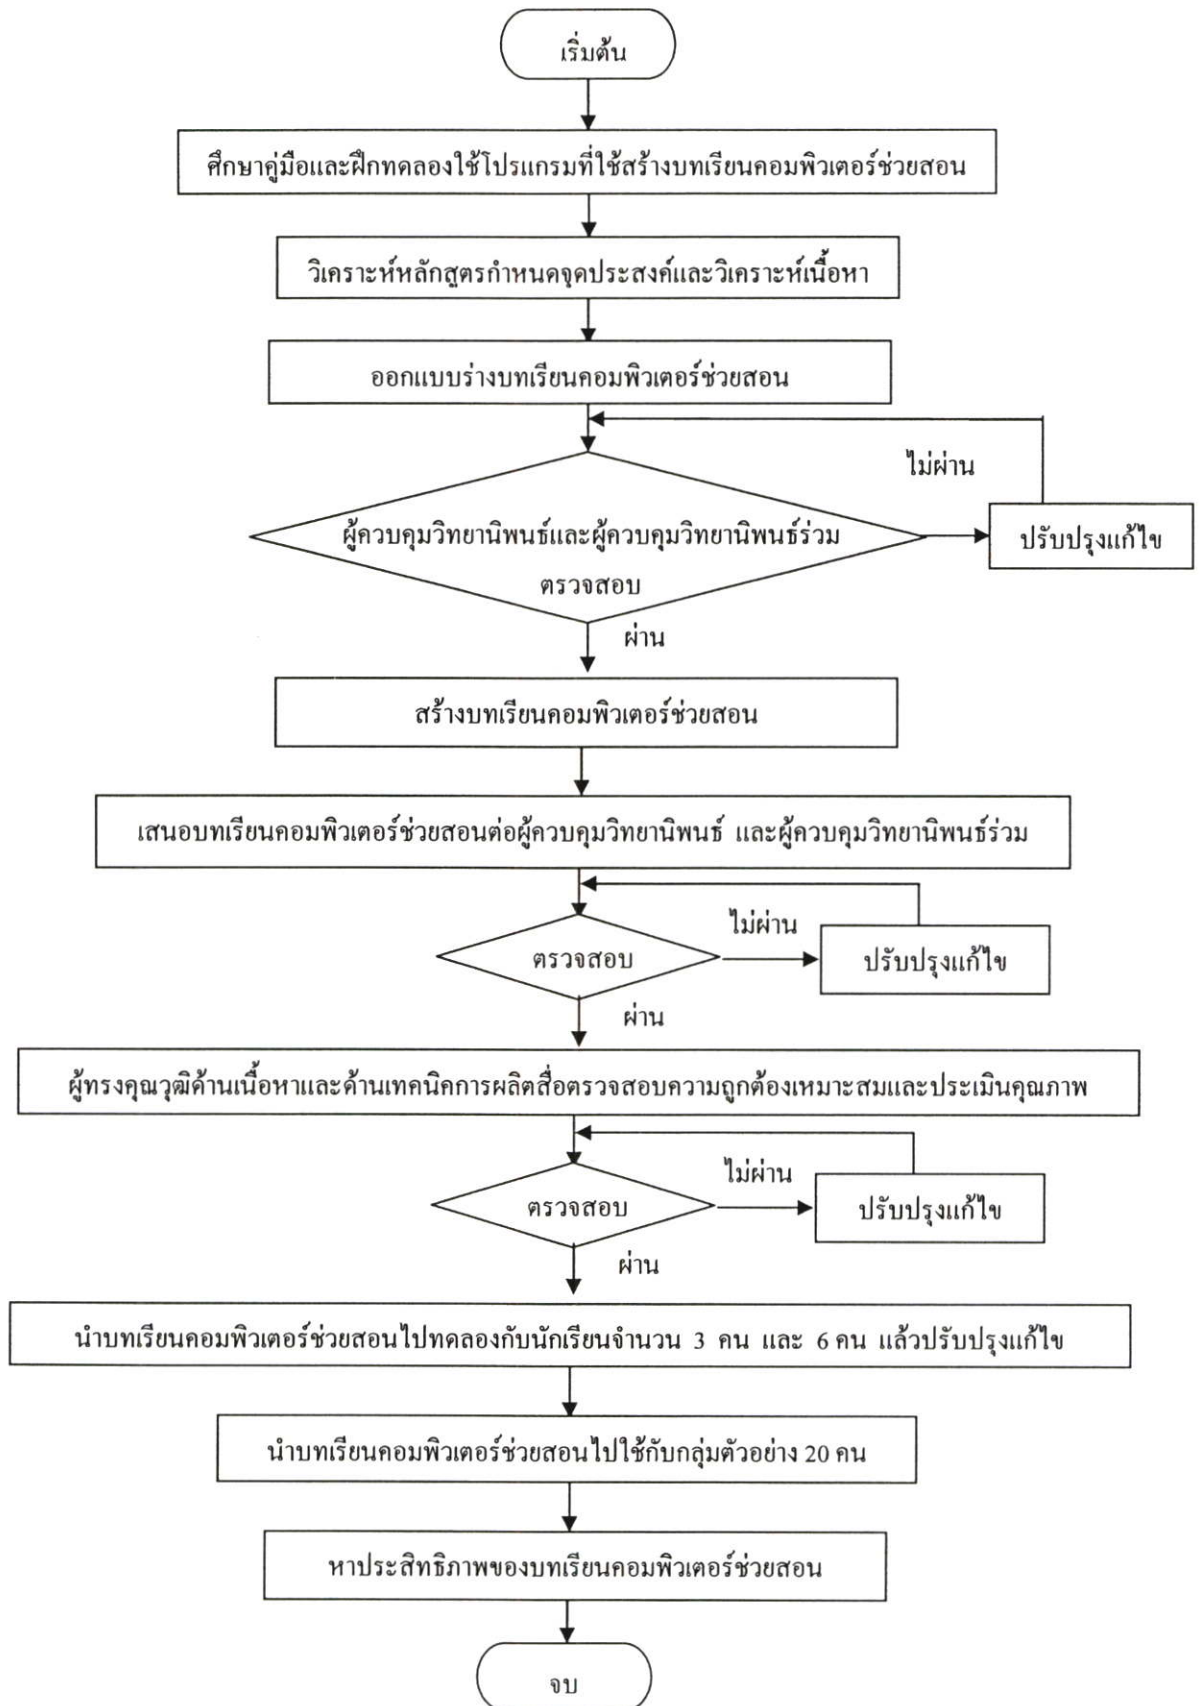 เริ่มต้น
ศึกษาคู่มือและฝึกทดลองใช้โปรแกรมที่ใช้สร้างบทเรียนคอมพิวเตอร์ช่วยสอน
วิเคราะห์หลักสูตรกำหนดจุดประสงค์และวิเคราะห์เนื้อหา
ออกแบบร่างบทเรียนคอมพิวเตอร์ช่วยสอน
ไม่ผ่าน
ผู้ควบคุมวิทยานิพนธ์และผู้ควบคุมวิทยานิพนธ์ร่วม
ตรวจสอบ
ปรับปรุงแก้ไข
ผ่าน
สร้างบทเรียนคอมพิวเตอร์ช่วยสอน
เสนอบทเรียนคอมพิวเตอร์ช่วยสอนต่อผู้ควบคุมวิทยานิพนธ์ และผู้ควบคุมวิทยานิพนธ์ร่วม
ไม่ผ่าน
ตรวจสอบ
ปรับปรุงแก้ไข
ผ่าน
ผู้ทรงคุณวุฒิด้านเนื้อหาและด้านเทคนิคการผลิตสื่อตรวจสอบความถูกต้องเหมาะสมและประเมินคุณภาพ
ไม่ผ่าน
ตรวจสอบ
ปรับปรุงแก้ไข
ผ่าน
นำบทเรียนคอมพิวเตอร์ช่วยสอนไปทดลองกับนักเรียนจำนวน 3 คน และ 6 คน แล้วปรับปรุงแก้ไข
นำบทเรียนคอมพิวเตอร์ช่วยสอนไปใช้กับกลุ่มตัวอย่าง 20 คน
หาประสิทธิภาพของบทเรียนคอมพิวเตอร์ช่วยสอน
จบ